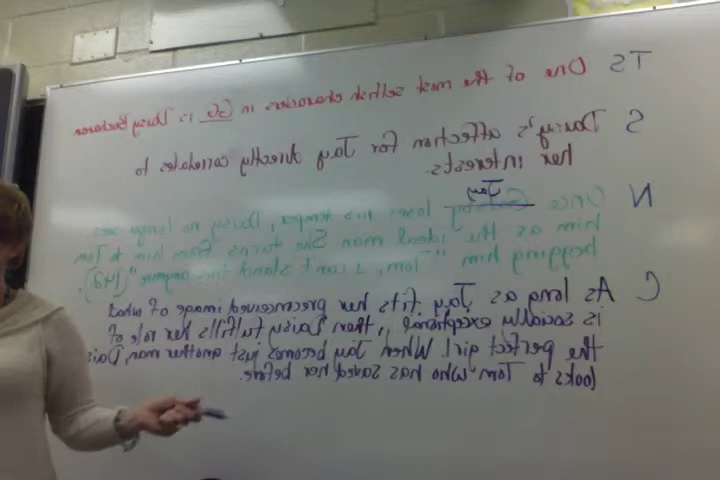 TS One of the most selfish characters in GG is Daisy Buchanan
S Daisy's affection for Jay directly correlates to
her interests.
Jay
N Once Gatsby loses his temper, Daisy no longer sees
him as the ideal man She turns from him to Tom
begging him "Tom, I can't stand this anymore" (142).
C As long as Jay fits her preconceived image of what
is socially exceptional, then Daisy fulfills her role of
the perfect girl. When Jay becomes just another man, Dais
looks to Tom who has saved her before.